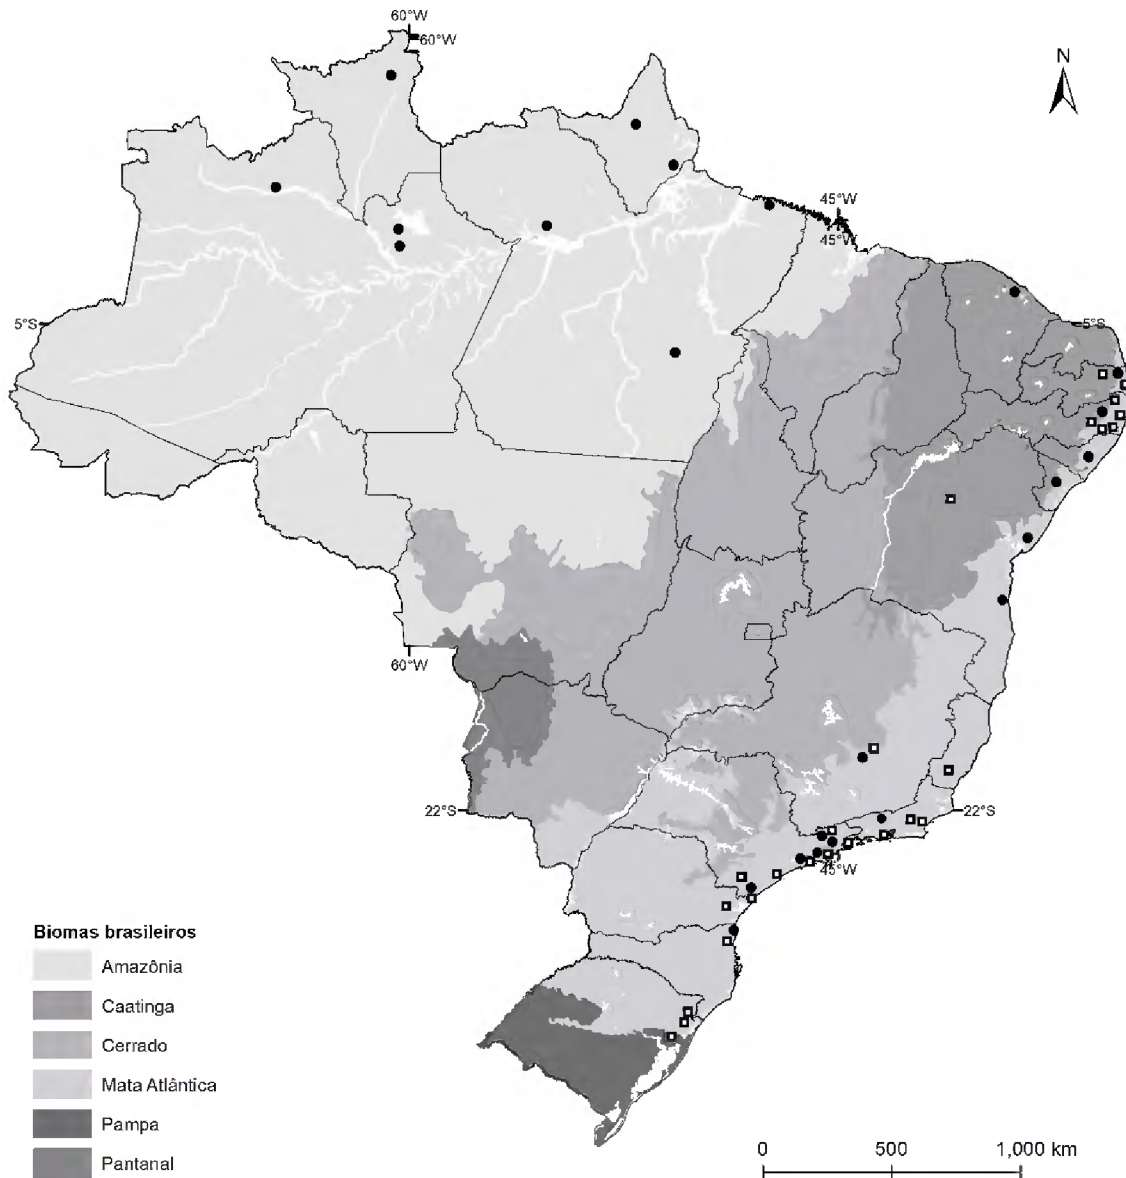 60°W
60°W
N
45°W
45°W
5°S
5°S
60°W
22°S
22°S
45°W
Biomas brasileiros
Amazônia
Caatinga
Cerrado
Mata Atlântica
Pampa
Pantanal
0 500 1,000 km